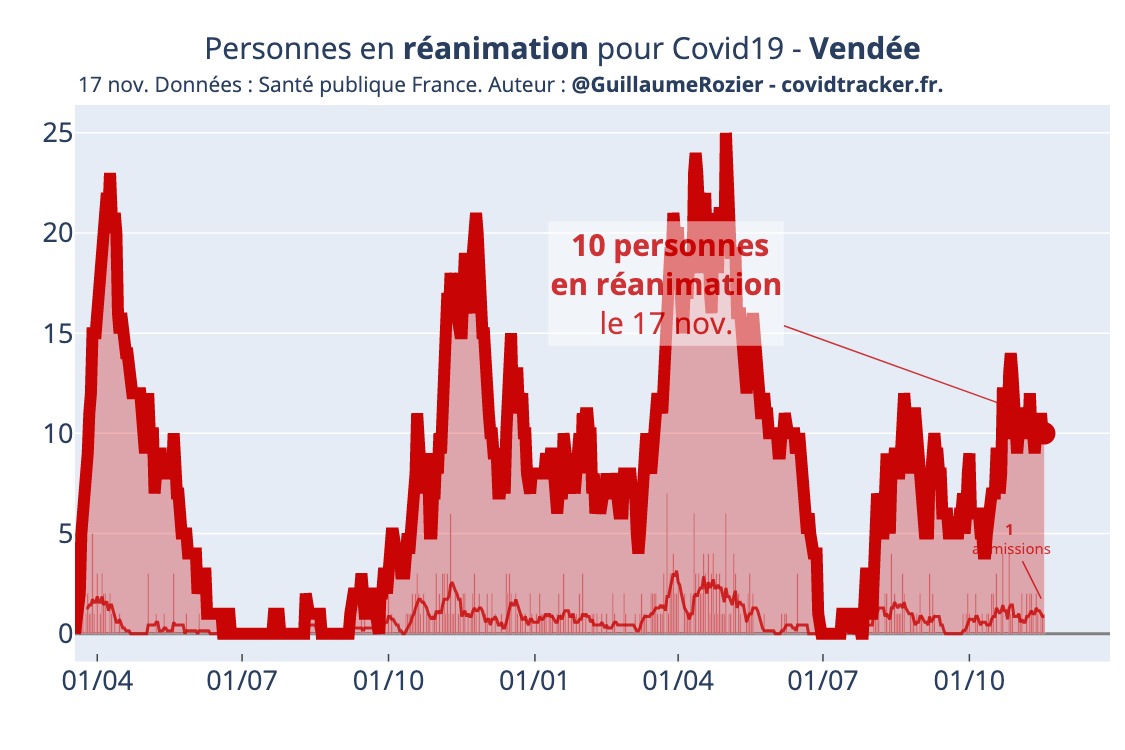 Personnes en réanimation pour Covid19 - Vendée
17 nov. Données : Santé publique France. Auteur : @GuillaumeRozier - covidtracker.fr.
25
20
15
10
5
0
10 personnes
en réanimation
le 17 nov.
1
admissions
01/04
01/07
01/10
01/01
01/04
01/07
01/10